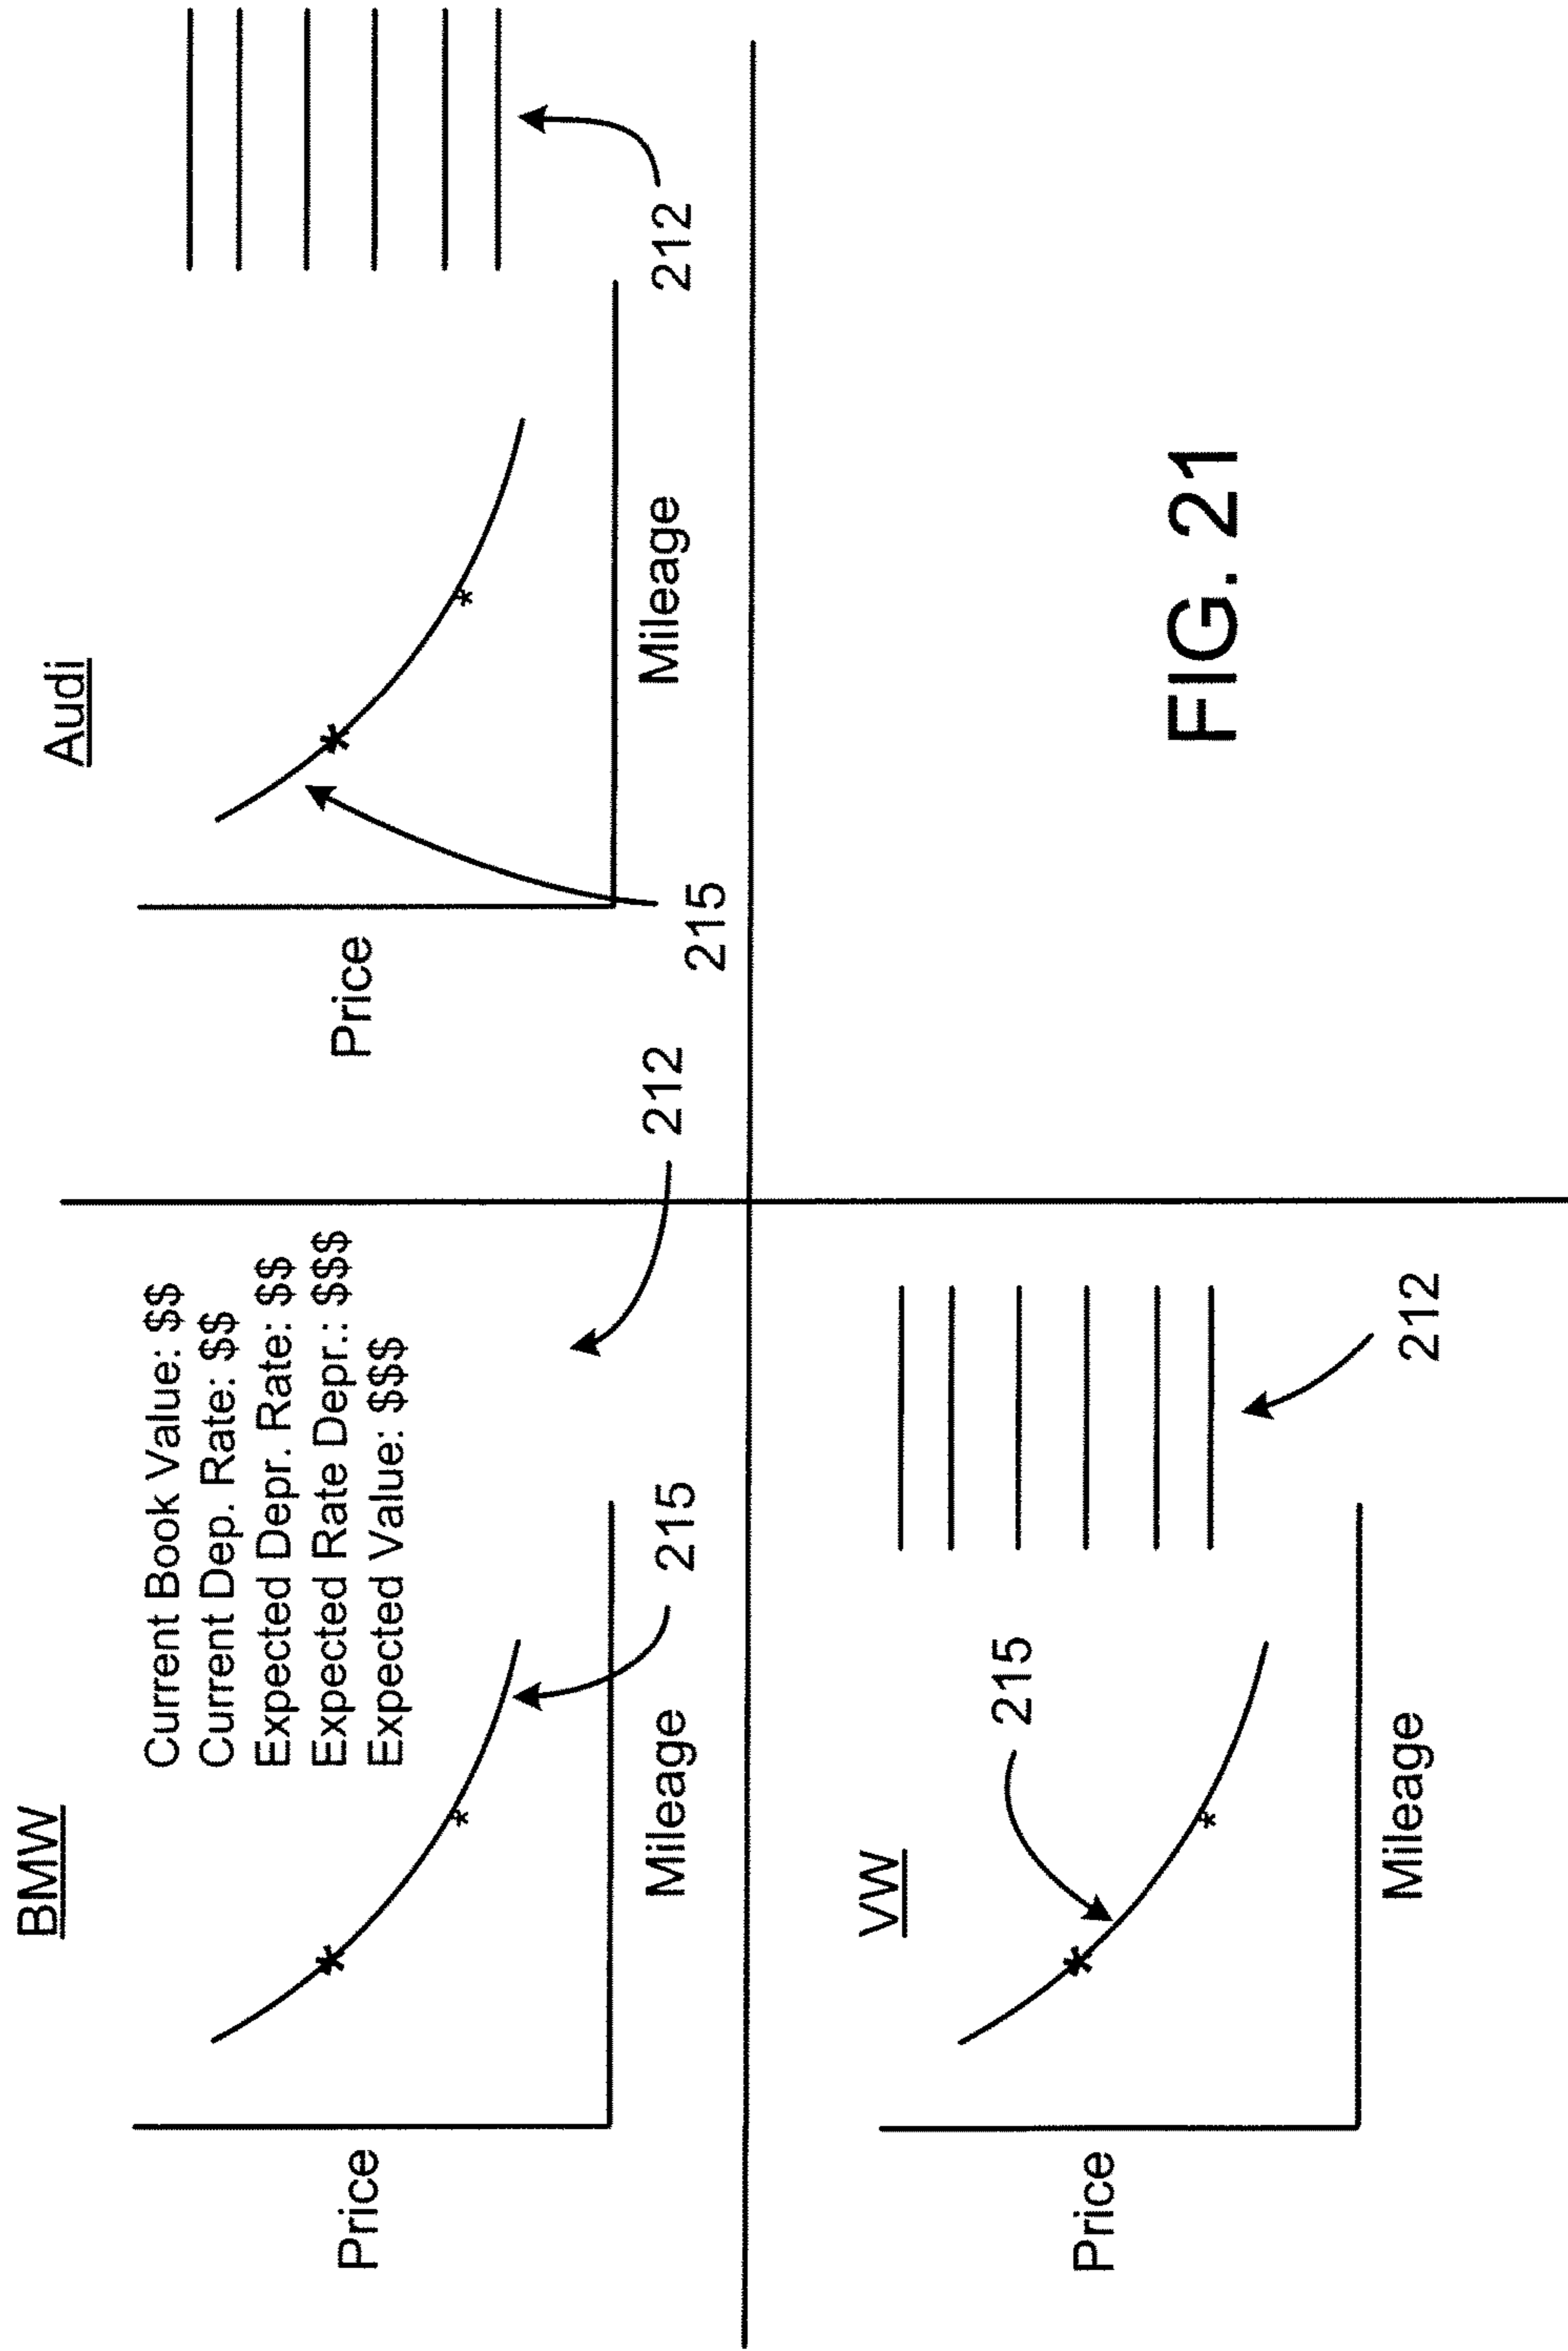 BMW
Current Book Value: $$
Current Dep. Rate: $$
Expected Depr. Rate: $$
Expected Rate Depr.: $$$
Expected Value: $$$
Price
Mileage
215
212
Audi
Price
Mileage
215
212
VW
Price
Mileage
215
212
FIG. 21